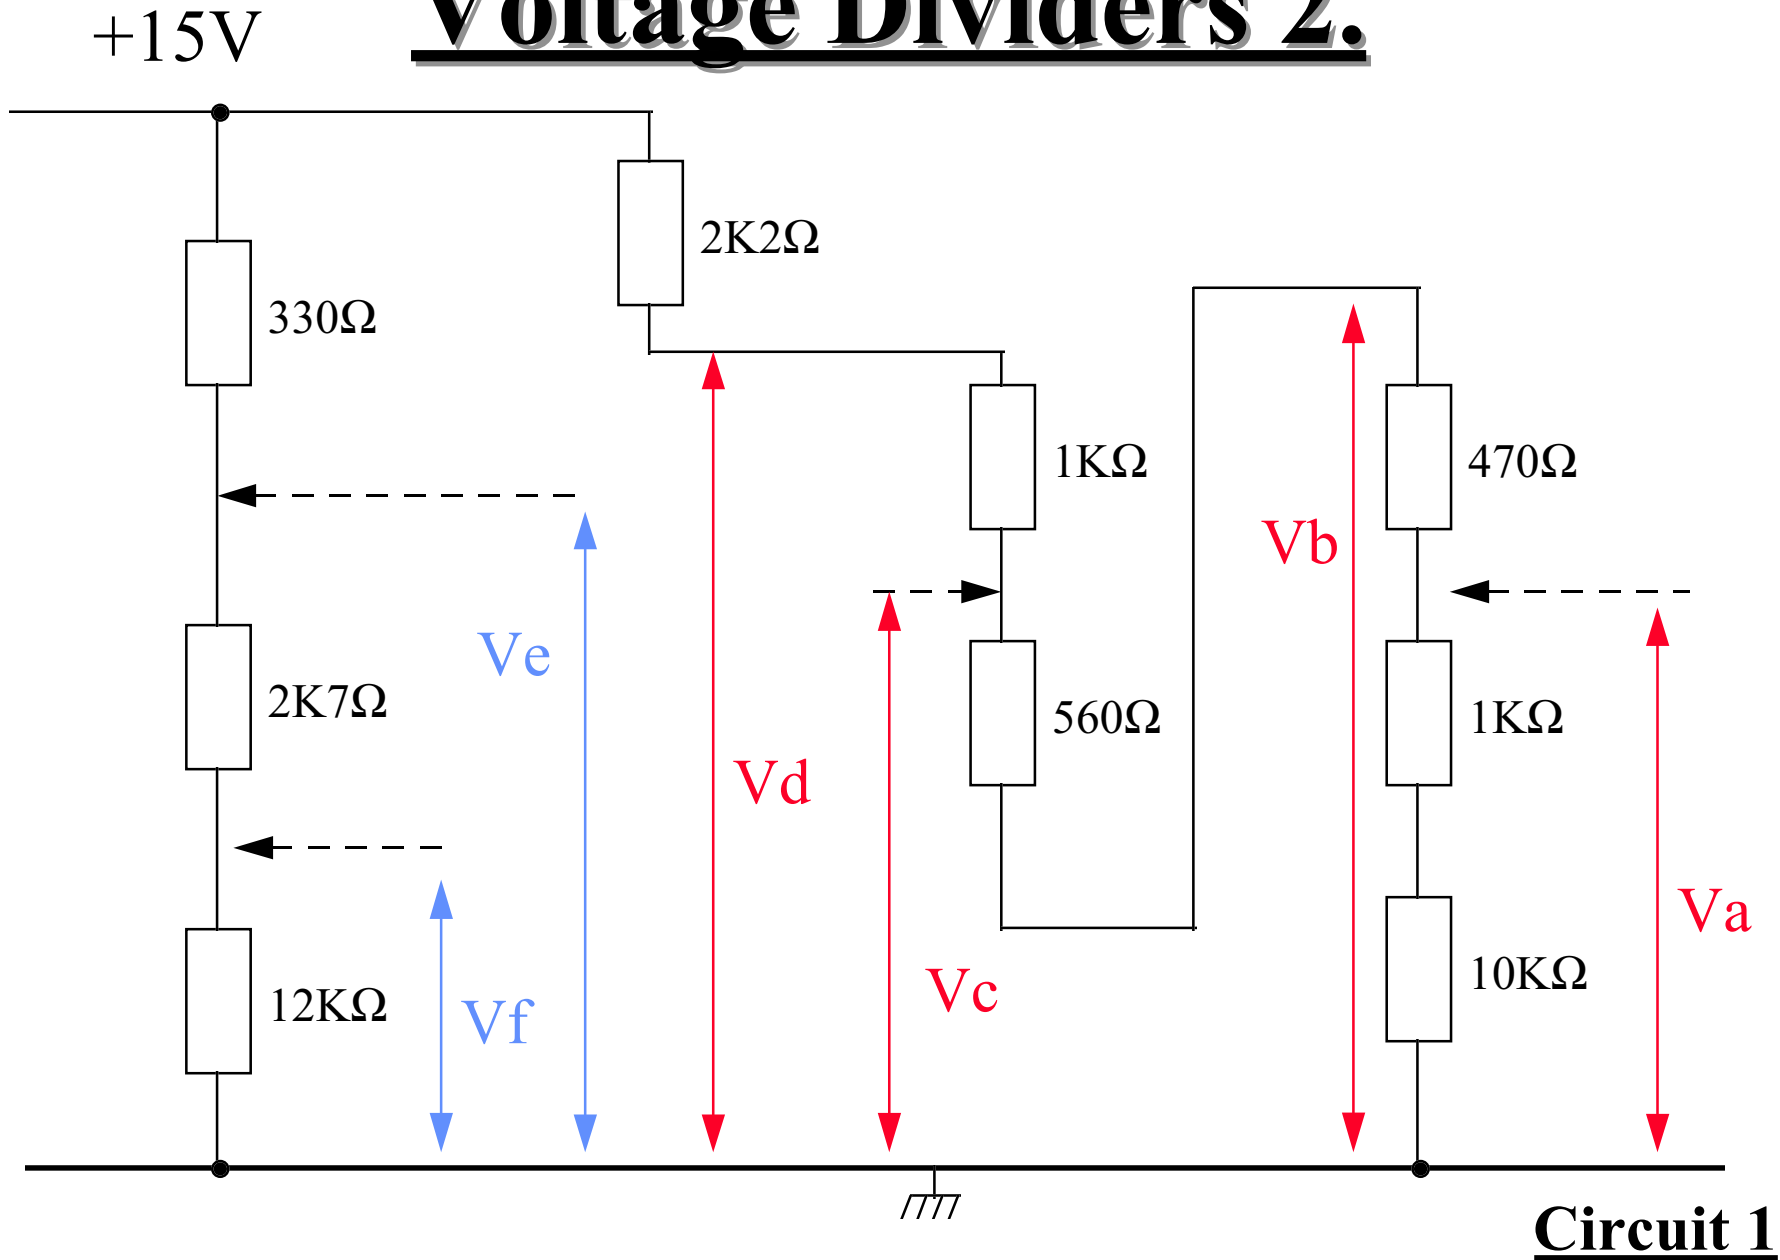 Voltage Dividers 2.
+15V
2K2Ω
330Ω
1KΩ
470Ω
Vb
Ve
2K7Ω
560Ω
1KΩ
Vd
Va
10KΩ
Vc
12KΩ
Vf
Circuit 1